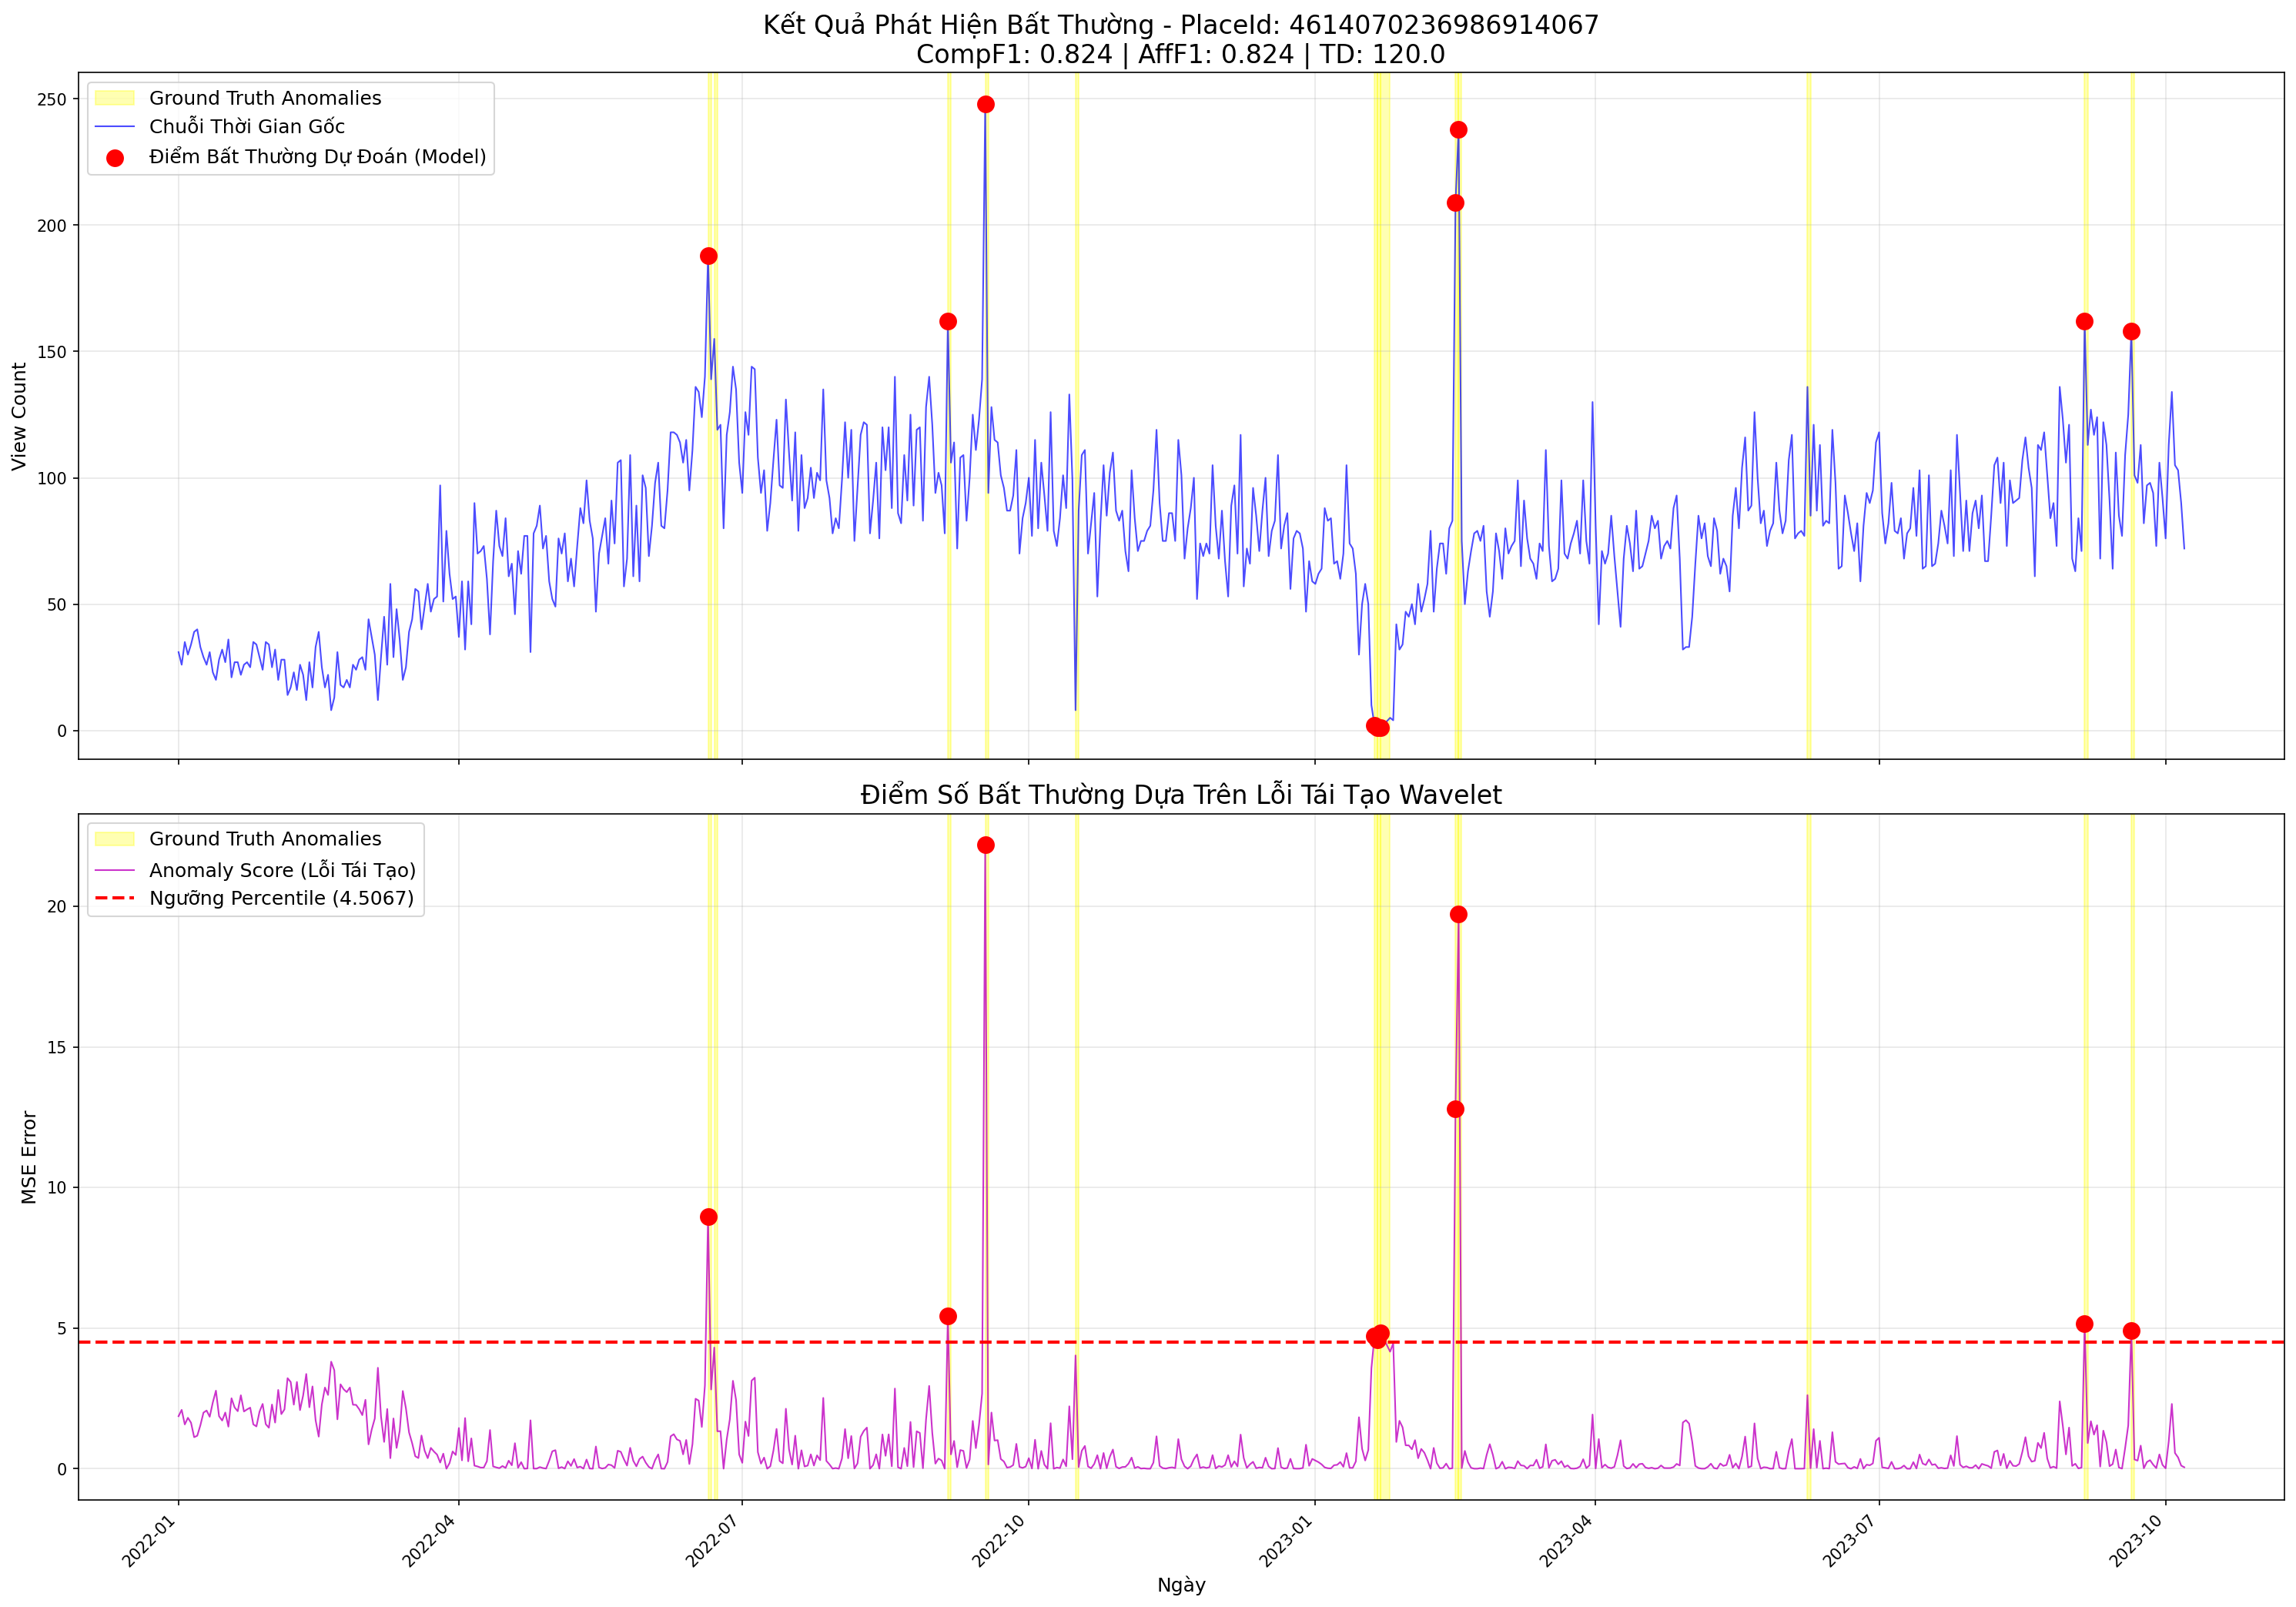 Kết Quả Phát Hiện Bất Thường - PlaceId: 4614070236986914067
CompF1: 0.824 | AffF1: 0.824 | TD: 120.0
Ground Truth Anomalies
Chuỗi Thời Gian Gốc
Điểm Bất Thường Dự Đoán (Model)
View Count
250
200
150
100
50
0
Điểm Số Bất Thường Dựa Trên Lỗi Tái Tạo Wavelet
Ground Truth Anomalies
Anomaly Score (Lỗi Tái Tạo)
Ngưỡng Percentile (4.5067)
MSE Error
20
15
10
5
0
2022-01
2022-04
2022-07
2022-10
2023-01
2023-04
2023-07
2023-10
Ngày